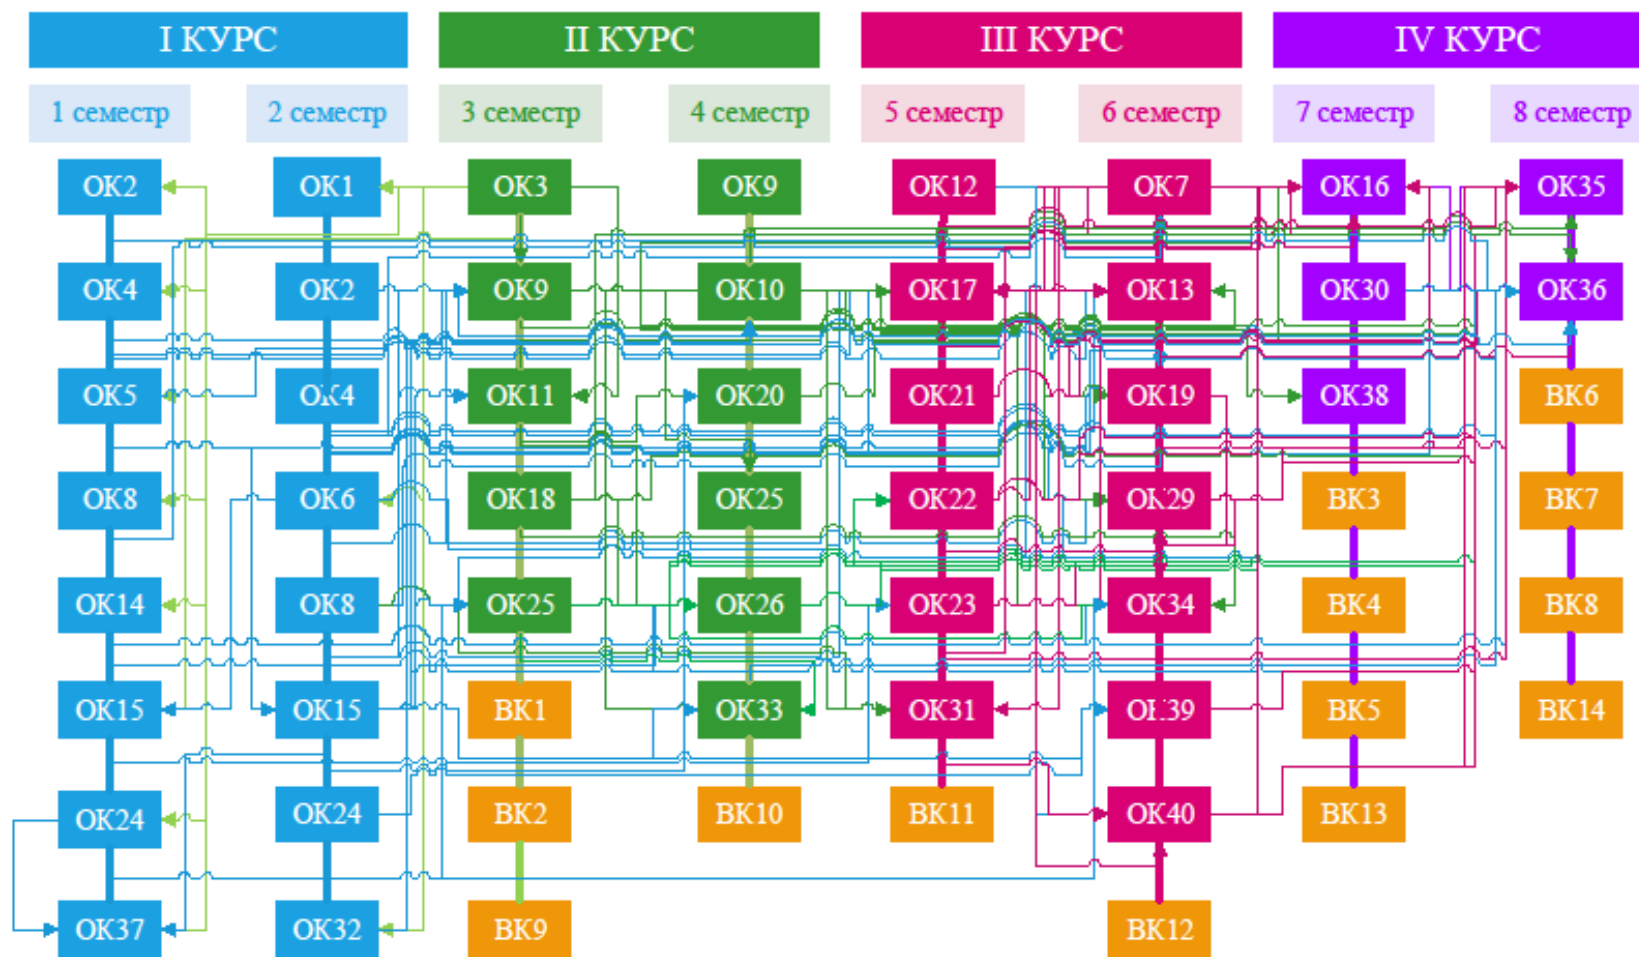 I КУРС II КУРС III КУРС IV КУРС
1 семестр 2 семестр 3 семестр 4 семестр 5 семестр 6 семестр 7 семестр 8 семестр
ОК2 ОК1 ОК3 ОК9 ОК12 ОК7 ОК16 ОК35
ОК4 ОК2 ОК9 ОК10 ОК17 ОК13 ОК30 ОК36
ОК5 ОК4 ОК11 ОК20 ОК21 ОК19 ОК38 ВК6
ОК8 ОК6 ОК18 ОК25 ОК22 ОК29 ВК3 ВК7
ОК14 ОК8 ОК25 ОК26 ОК23 ОК34 ВК4 ВК8
ОК15 ОК15 ВК1 ОК33 ОК31 ОК39 ВК5 ВК14
ОК24 ОК24 ВК2 ВК10 ВК11 ОК40 ВК13
ОК37 ОК32 ВК9 ВК12